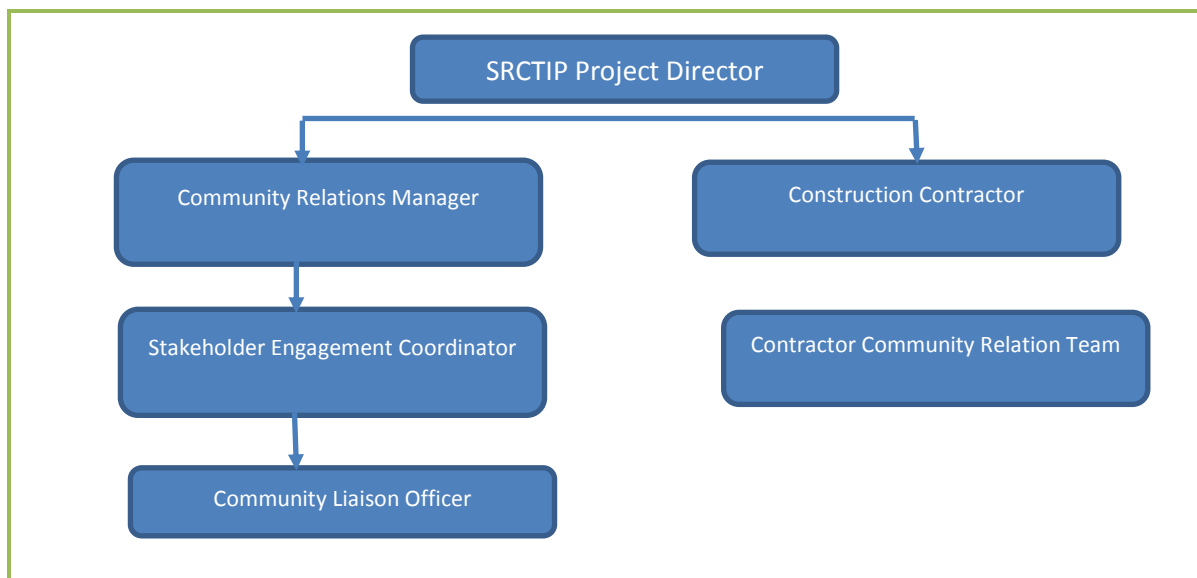 SRCTIP Project Director
Community Relations Manager
Construction Contractor
Stakeholder Engagement Coordinator
Contractor Community Relation Team
Community Liaison Officer